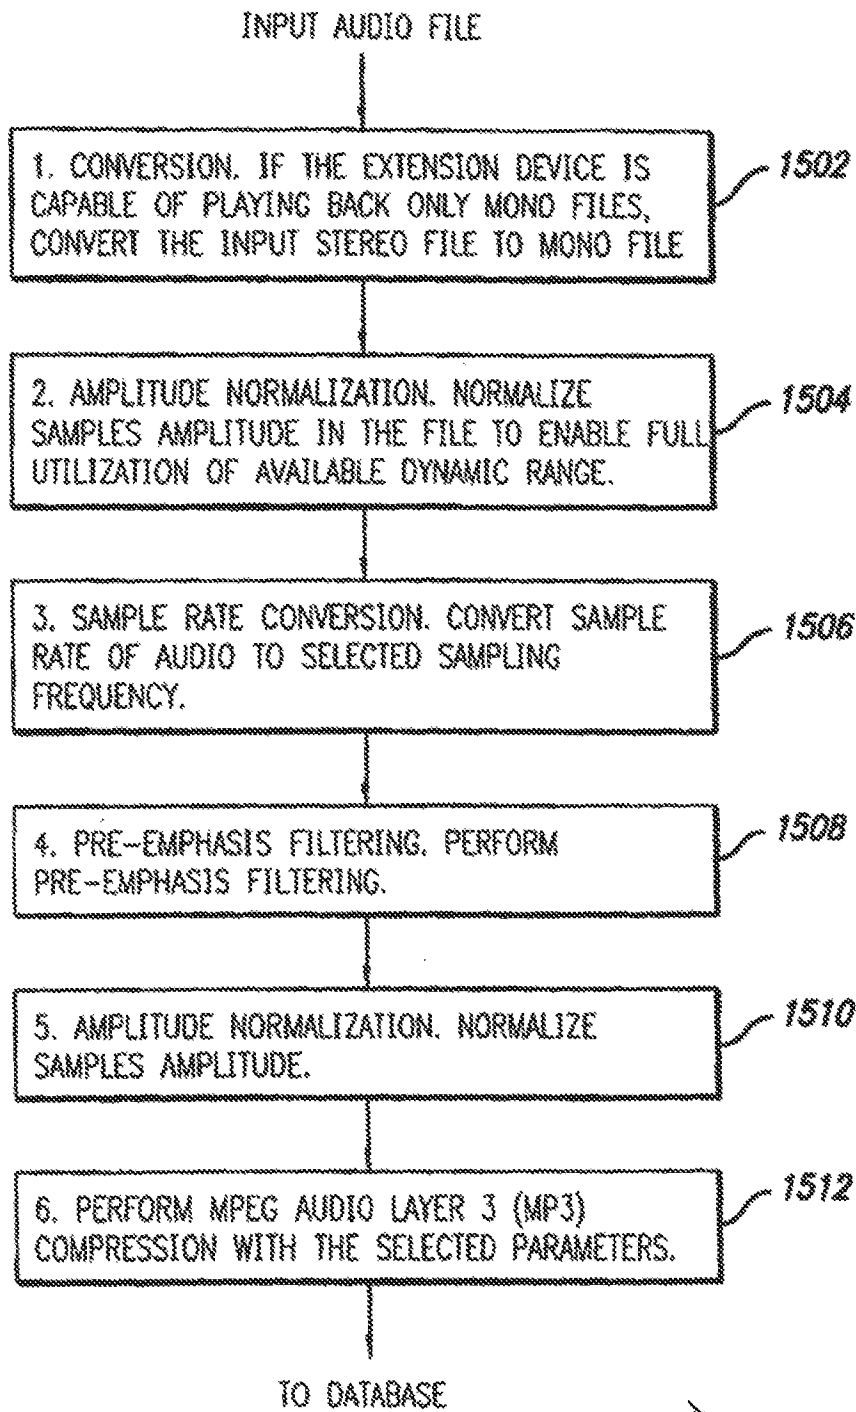 INPUT AUDIO FILE
1. CONVERSION. IF THE EXTENSION DEVICE IS
CAPABLE OF PLAYING BACK ONLY MONO FILES,
CONVERT THE INPUT STEREO FILE TO MONO FILE
1502
2. AMPLITUDE NORMALIZATION. NORMALIZE
SAMPLES AMPLITUDE IN THE FILE TO ENABLE FULL
UTILIZATION OF AVAILABLE DYNAMIC RANGE.
1504
3. SAMPLE RATE CONVERSION. CONVERT SAMPLE
RATE OF AUDIO TO SELECTED SAMPLING
FREQUENCY.
1506
4. PRE-EMPHASIS FILTERING. PERFORM
PRE-EMPHASIS FILTERING.
1508
5. AMPLITUDE NORMALIZATION. NORMALIZE
SAMPLES AMPLITUDE.
1510
6. PERFORM MPEG AUDIO LAYER 3 (MP3)
COMPRESSION WITH THE SELECTED PARAMETERS.
1512
TO DATABASE